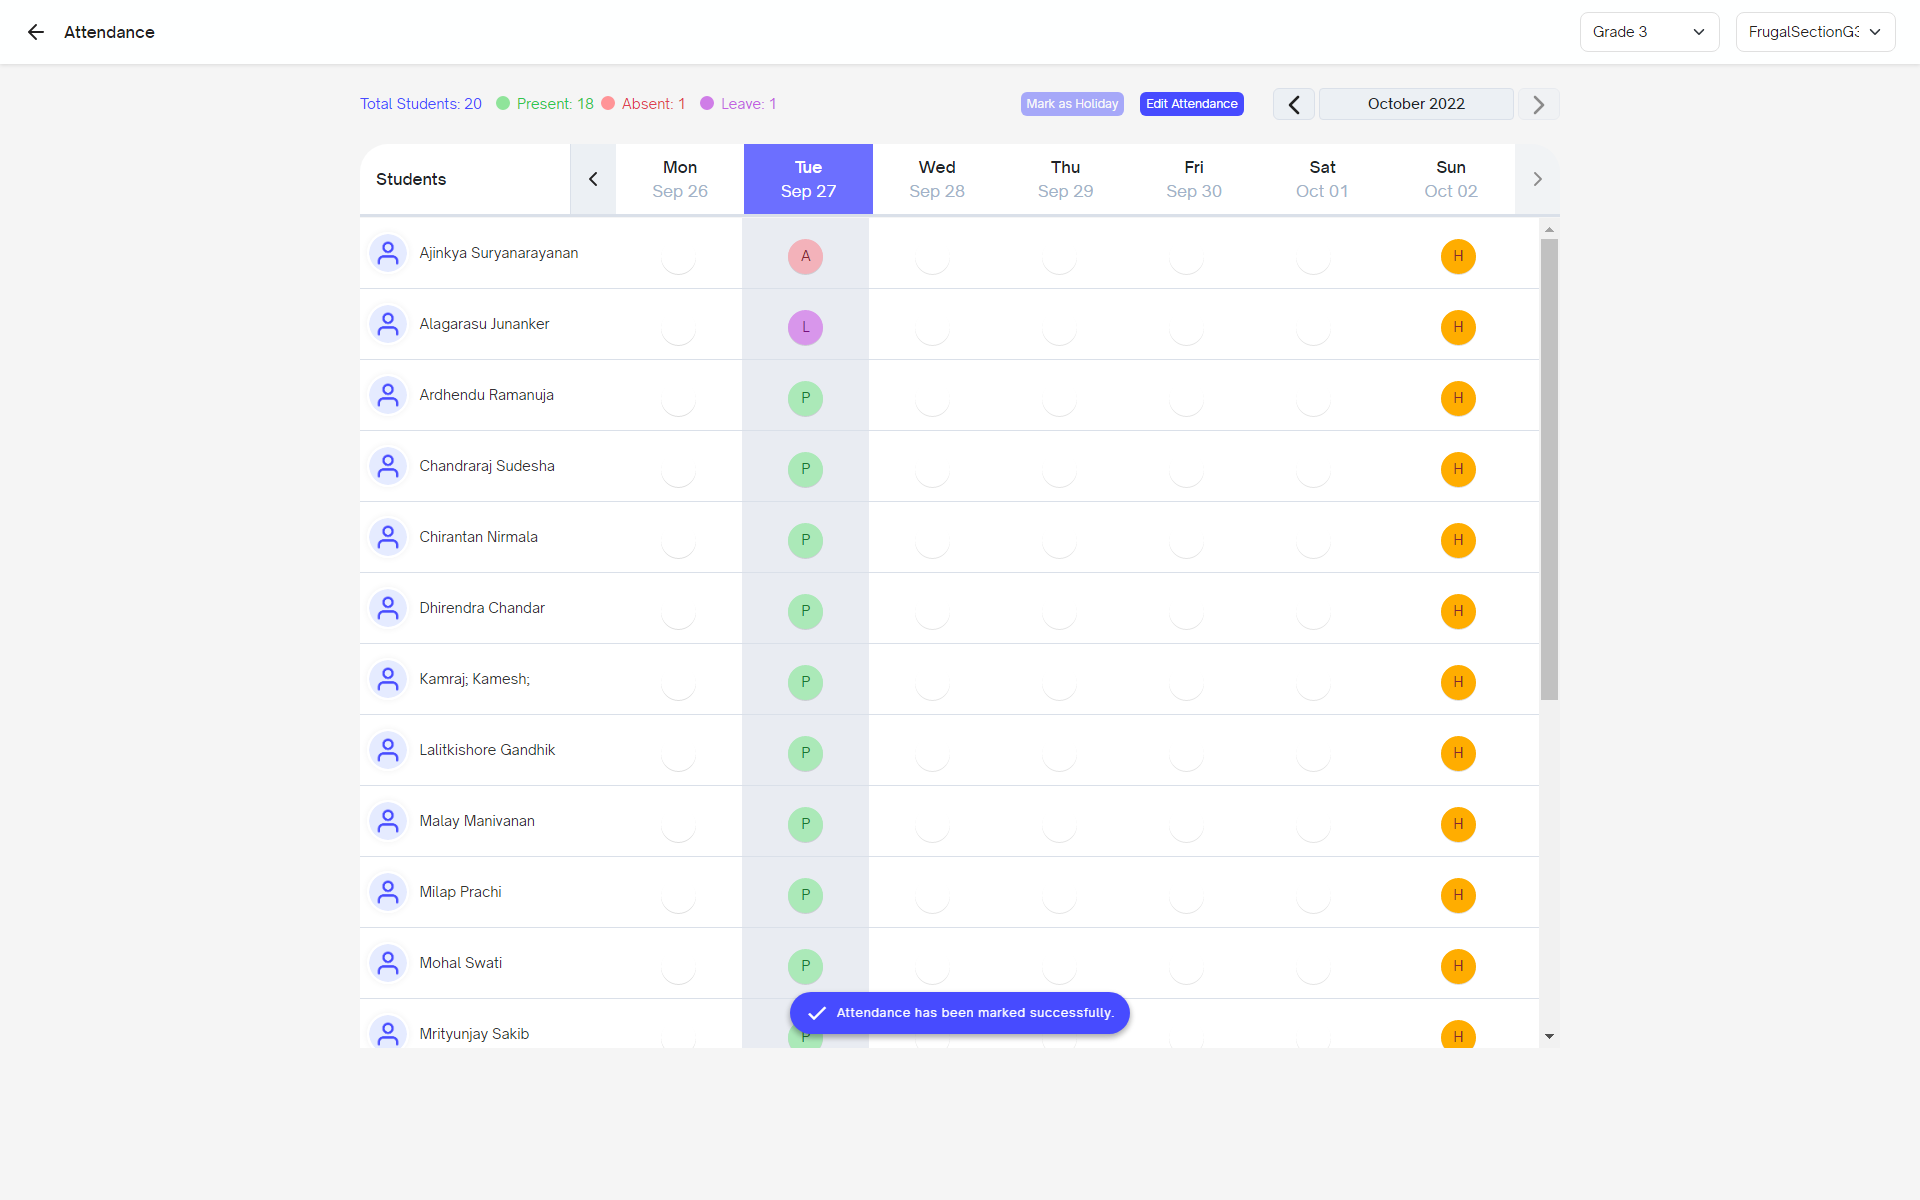 Attendance
Grade 3
FrugalSectionG3
Total Students: 20 Present: 18 Absent: 1 Leave: 1
Mark as Holiday
Edit Attendance
October 2022
Students
Mon Tue Wed Thu Fri Sat Sun
Sep 26 Sep 27 Sep 28 Sep 29 Sep 30 Oct 01 Oct 02
Ajinkya Suryanarayanan A H
Alagarasu Junanker L H
Ardhendu Ramanuja P H
Chandraraj Sudesha P H
Chirantan Nirmala P H
Dhirendra Chandar P H
Kamraj; Kamesh; P H
Lalitkishore Gandhik P H
Malay Manivanan P H
Milap Prachi P H
Mohal Swati P H
Attendance has been marked successfully.
Mrityunjay Sakib P H